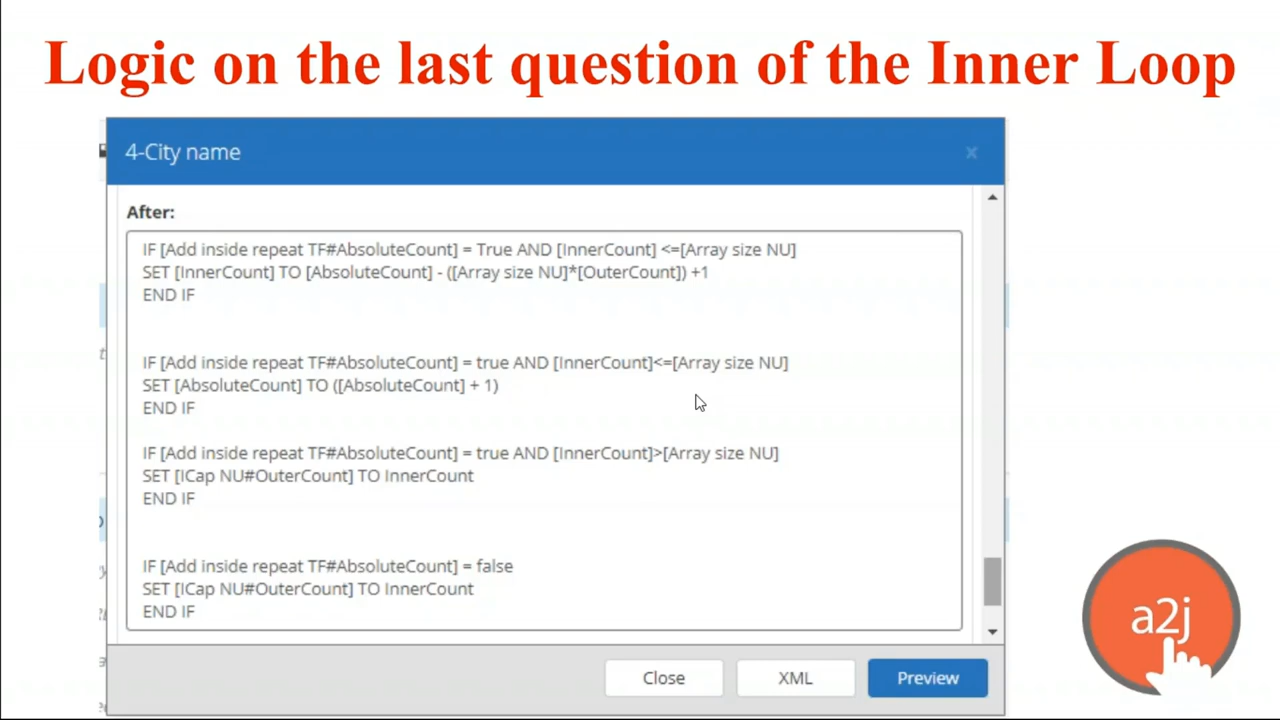 Logic on the last question of the Inner Loop
4-City name
x
After:
IF [Add inside repeat TF#AbsoluteCount] = True AND [InnerCount] <=[Array size NU]
SET [InnerCount] TO [AbsoluteCount] - ([Array size NU]*[OuterCount]) +1
END IF
IF [Add inside repeat TF#AbsoluteCount] = true AND [InnerCount]<=[Array size NU]
SET [AbsoluteCount] TO ([AbsoluteCount] + 1)
END IF
IF [Add inside repeat TF#AbsoluteCount] = true AND [InnerCount]>[Array size NU]
SET [ICap NU#OuterCount] TO InnerCount
END IF
IF [Add inside repeat TF#AbsoluteCount] = false
SET [ICap NU#OuterCount] TO InnerCount
END IF
Close XML Preview
a2j